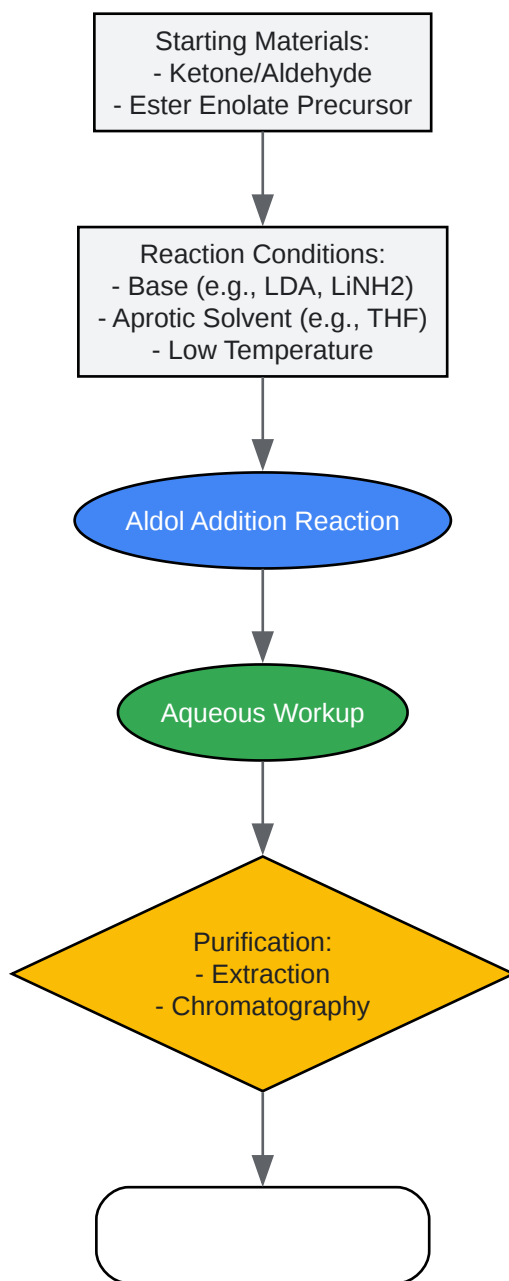 Starting Materials:
- Ketone/Aldehyde
- Ester Enolate Precursor
Reaction Conditions:
- Base (e.g., LDA, LiNH2)
- Aprotic Solvent (e.g., THF)
- Low Temperature
Aldol Addition Reaction
Aqueous Workup
Purification:
- Extraction
- Chromatography